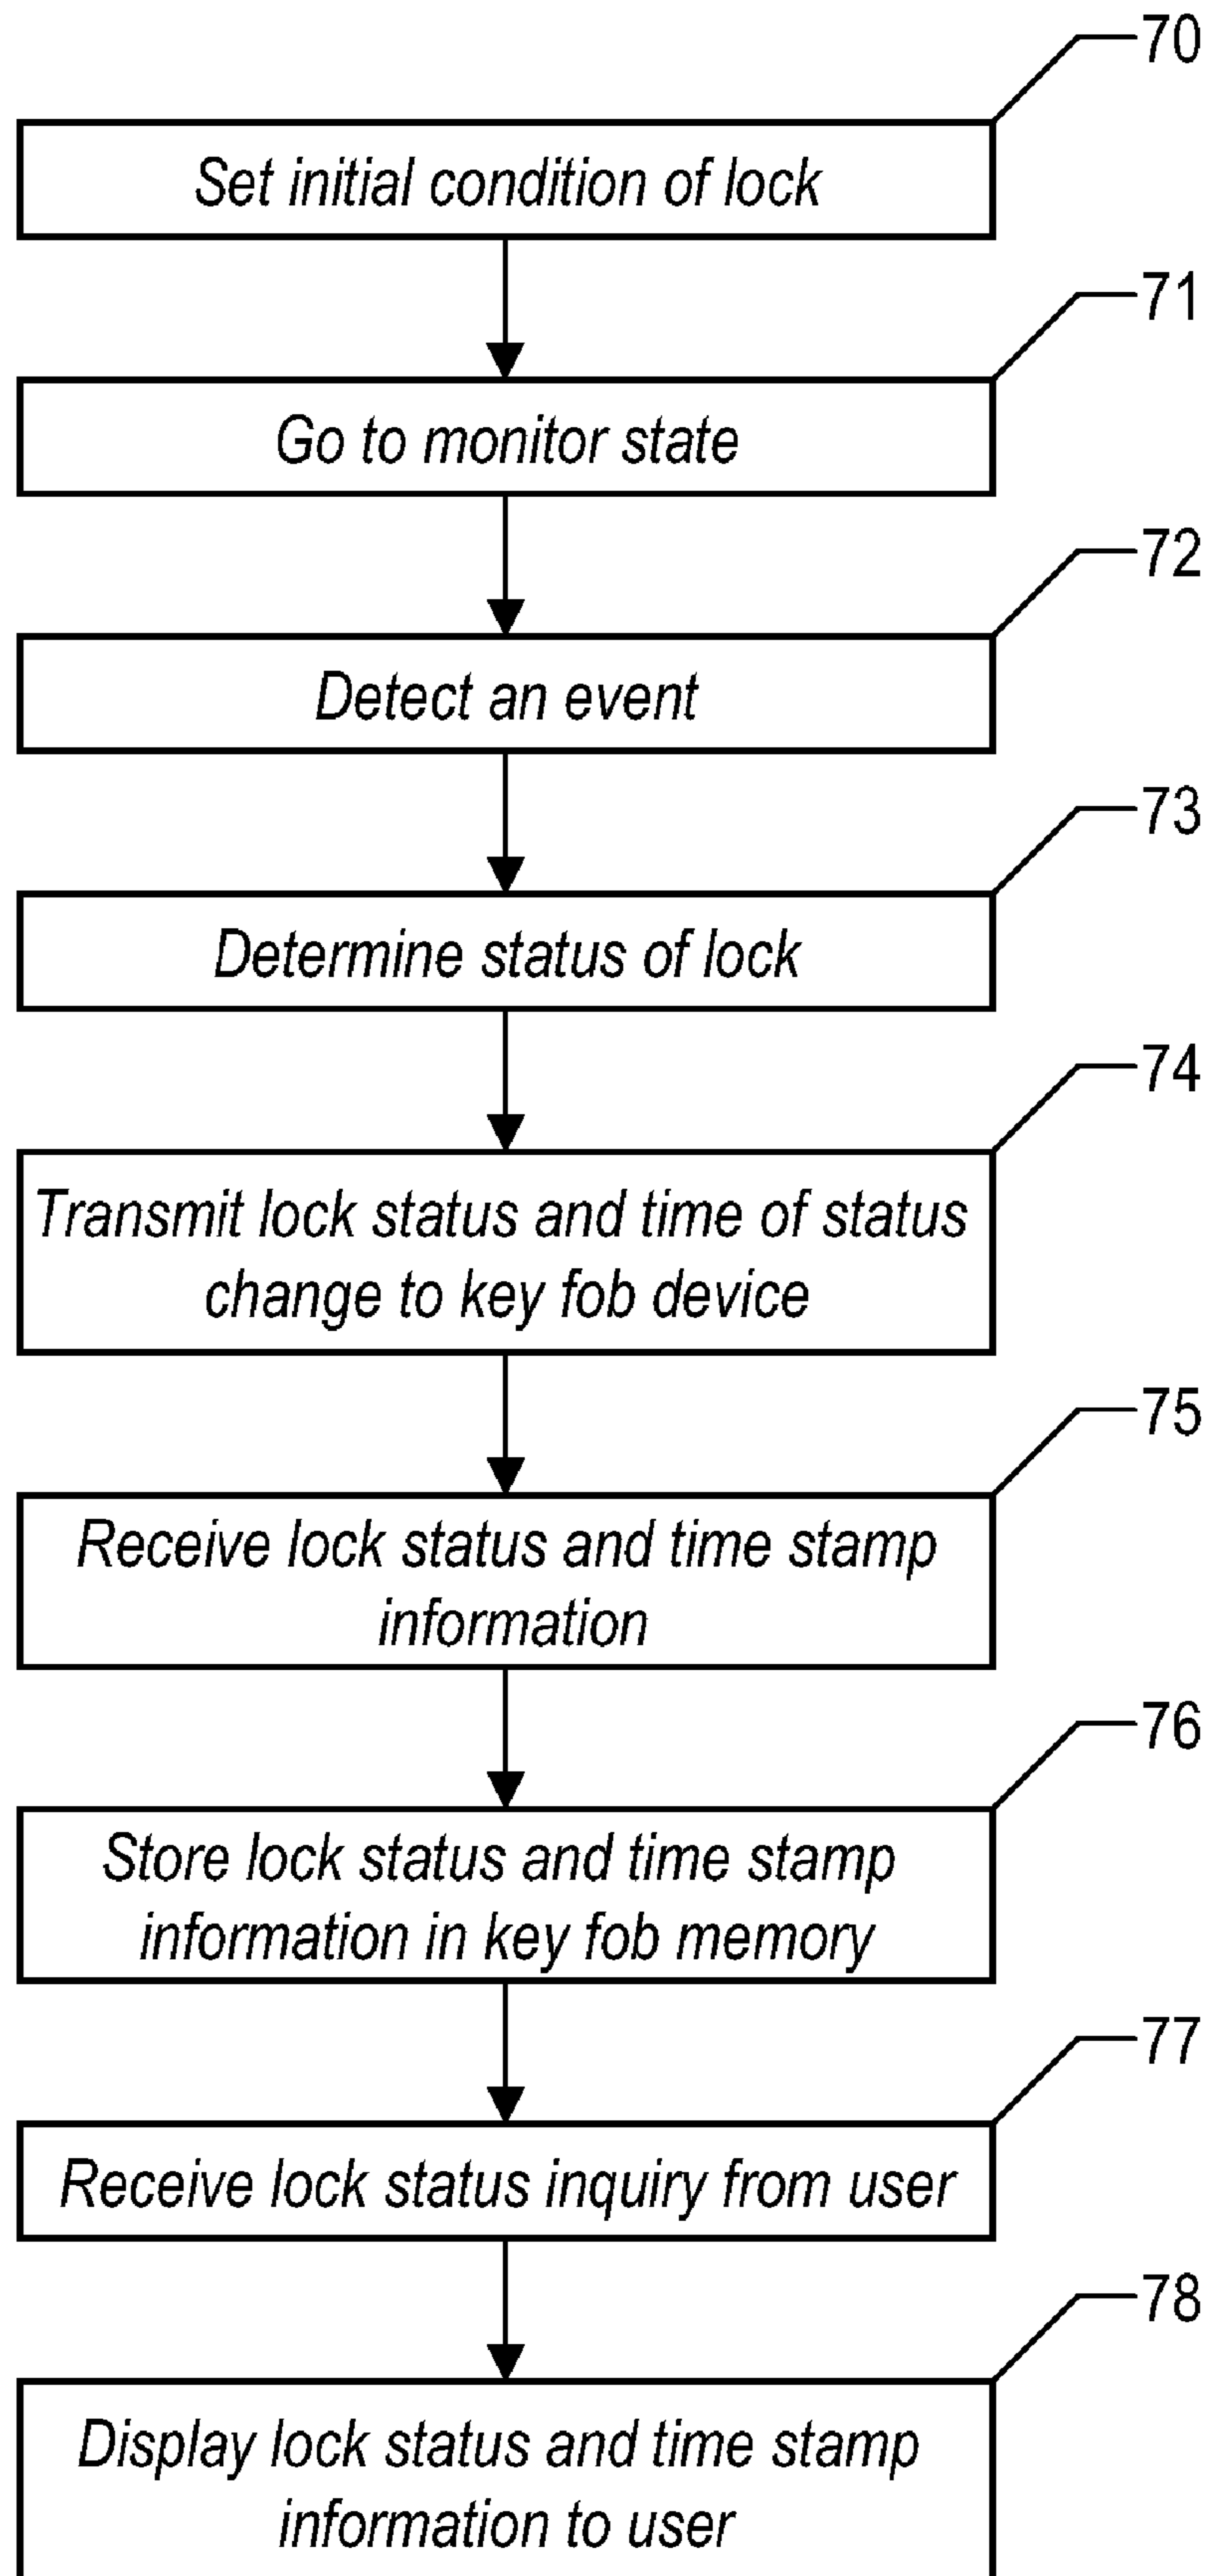 70
Set initial condition of lock
71
Go to monitor state
72
Detect an event
73
Determine status of lock
74
Transmit lock status and time of status
change to key fob device
75
Receive lock status and time stamp
information
76
Store lock status and time stamp
information in key fob memory
77
Receive lock status inquiry from user
78
Display lock status and time stamp
information to user